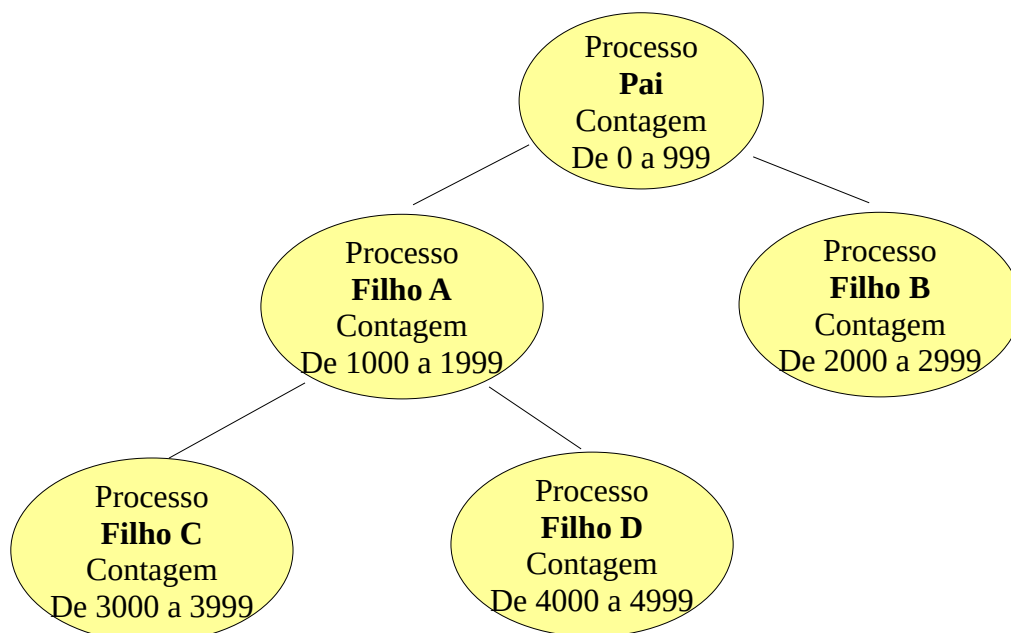 Processo
Pai
Contagem
De 0 a 999
Processo
Filho A
Contagem
De 1000 a 1999
Processo
Filho B
Contagem
De 2000 a 2999
Processo
Filho C
Contagem
De 3000 a 3999
Processo
Filho D
Contagem
De 4000 a 4999